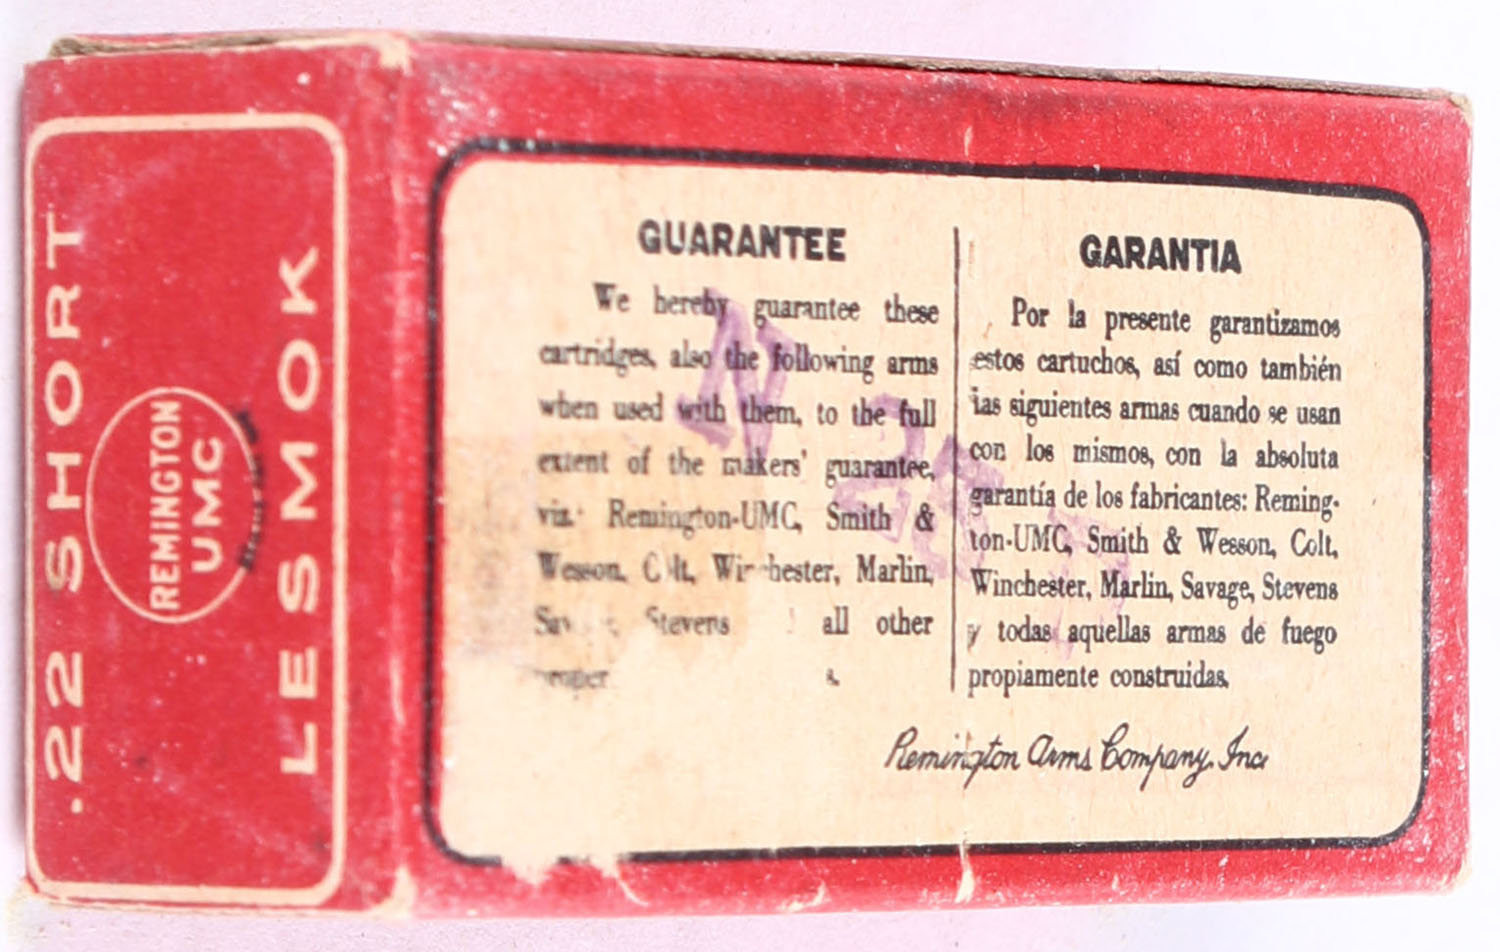 .22 SHORT
REMINGTON
UMC
LESMOK
GUARANTEE
We hereby guarantee these
cartridges, also the following arms
when used with them, to the full
extent of the makers' guarantee,
viz. Remington-UMC, Smith &
Wesson, Colt, Winchester, Marlin,
Stevens all other
GARANTIA
Por la presente garantizamos
estos cartuchos, así como también
las siguientes armas cuando se usan
con los mismos, con la absoluta
garantía de los fabricantes: Reming-
ton-UMC, Smith & Wesson, Colt,
Winchester, Marlin, Savage, Stevens
y todas aquellas armas de fuego
propiamente construidas.
Remington Arms Company, Inc